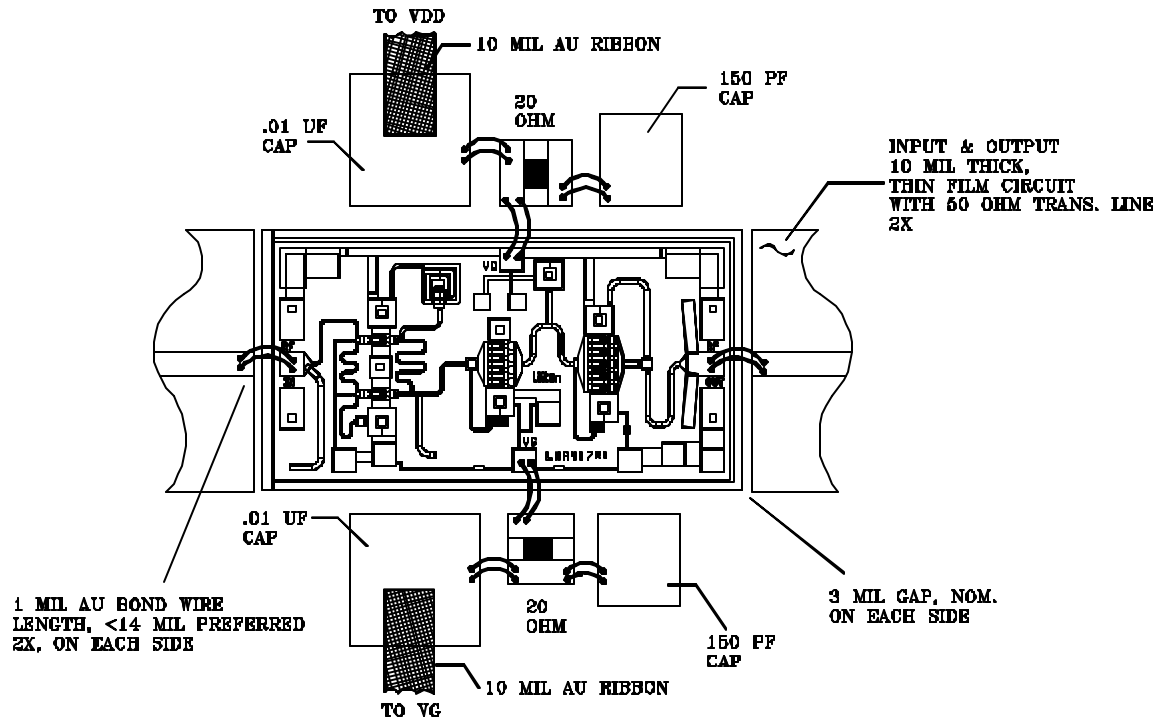 TO VDD
10 MIL AU RIBBON
150 PF
CAP
20
OHM
.01 UF
CAP
INPUT & OUTPUT
10 MIL THICK,
THIN FILM CIRCUIT
WITH 50 OHM TRANS. LINE
2X
RF
IN
OUT
VG
.01 UF
CAP
1 MIL AU BOND WIRE
LENGTH, <14 MIL PREFERRED
2X, ON EACH SIDE
20
OHM
3 MIL GAP, NOM.
ON EACH SIDE
150 PF
CAP
10 MIL AU RIBBON
TO VG